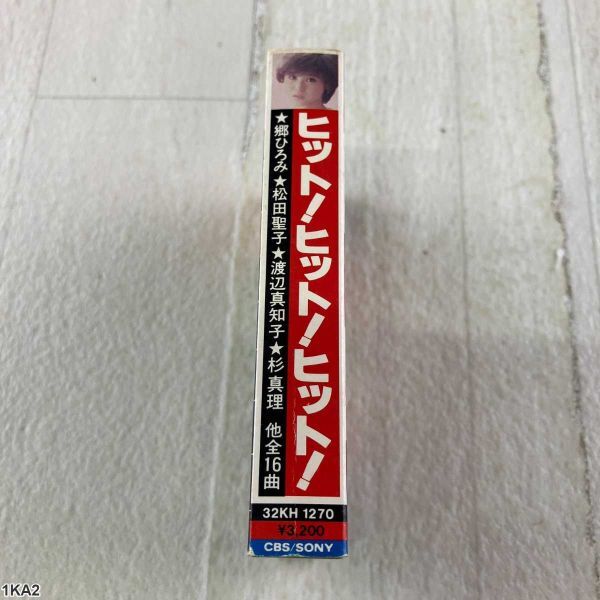 ヒット!ヒット!ヒット!
★郷ひろみ★松田聖子★渡辺真知子★杉 真理 他全16曲
32KH 1270
¥3,200
CBS/SONY
1KA2